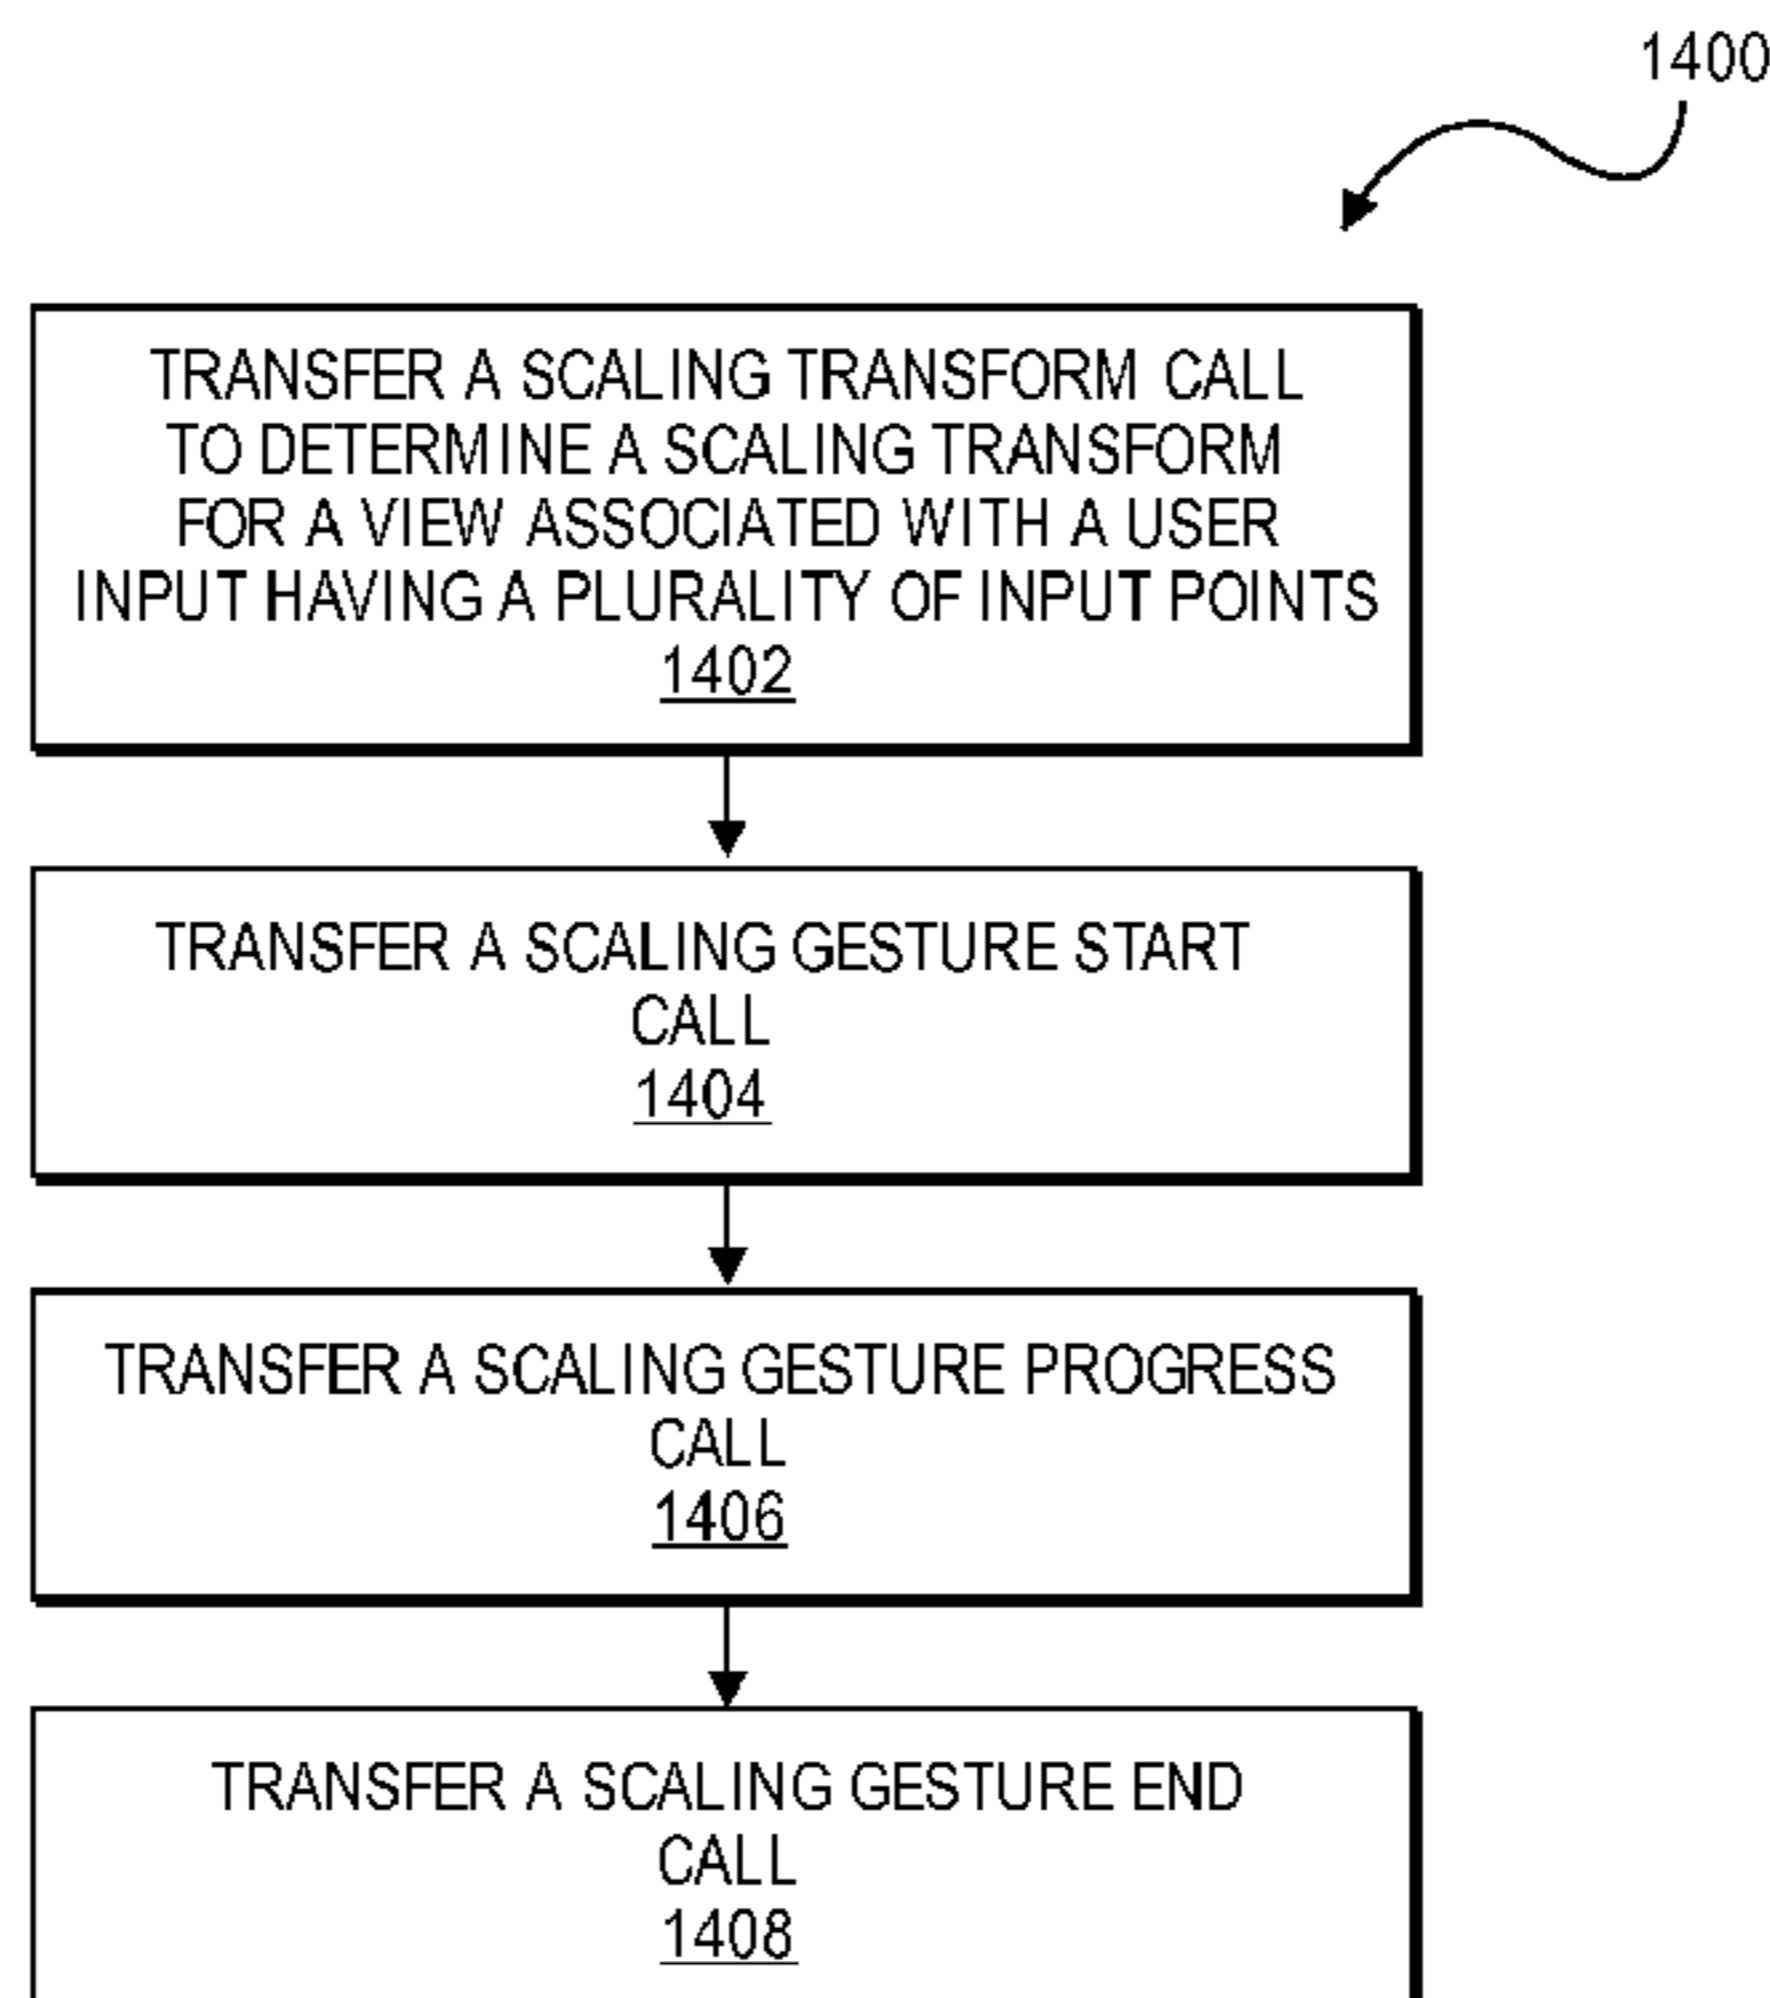 1400
TRANSFER A SCALING TRANSFORM CALL
TO DETERMINE A SCALING TRANSFORM
FOR A VIEW ASSOCIATED WITH A USER
INPUT HAVING A PLURALITY OF INPUT POINTS
1402
TRANSFER A SCALING GESTURE START
CALL
1404
TRANSFER A SCALING GESTURE PROGRESS
CALL
1406
TRANSFER A SCALING GESTURE END
CALL
1408